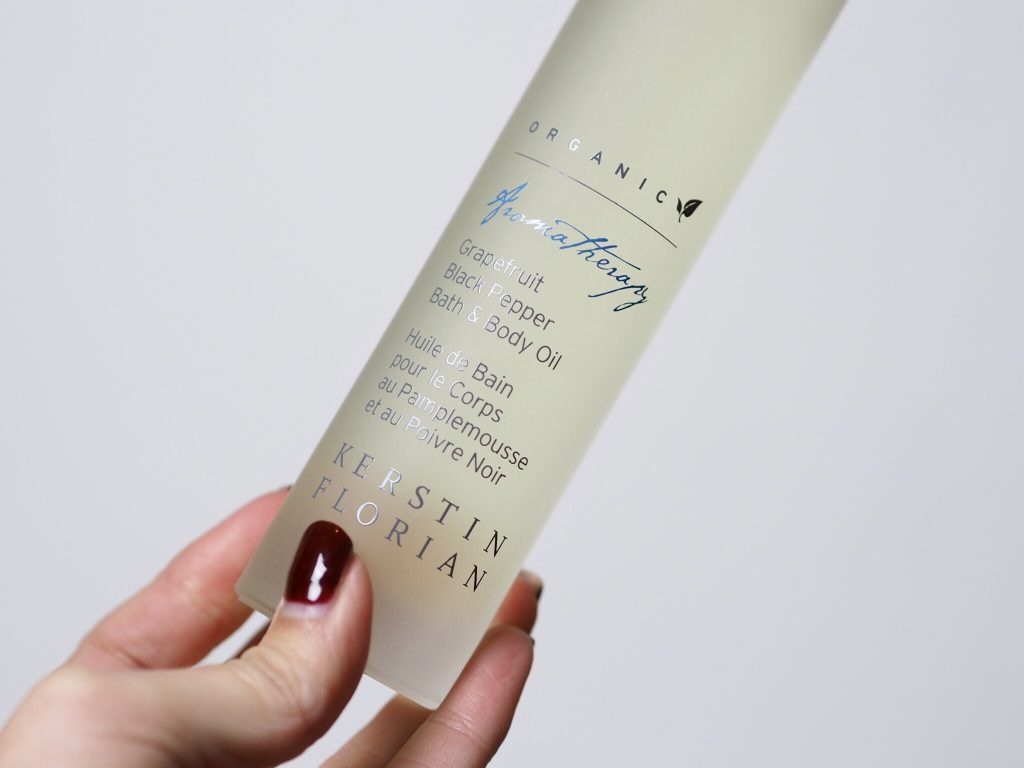 ORGANIC
AromaTherapy
Grapefruit
Black Pepper
Bath & Body Oil
Huile de Bain
pour le Corps
au Pamplemousse
et au Poivre Noir
KERSTIN
FLORIAN